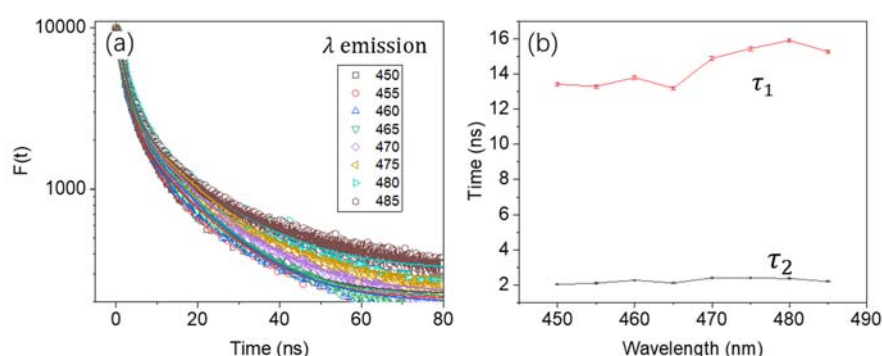 (a)
λ emission
450
455
460
465
470
475
480
485
10000
1000
F(t)
0 20 40 60 80
Time (ns)
(b)
16
14
12
10
8
6
4
2
Time (ns)
τ1
τ2
450 460 470 480 490
Wavelength (nm)